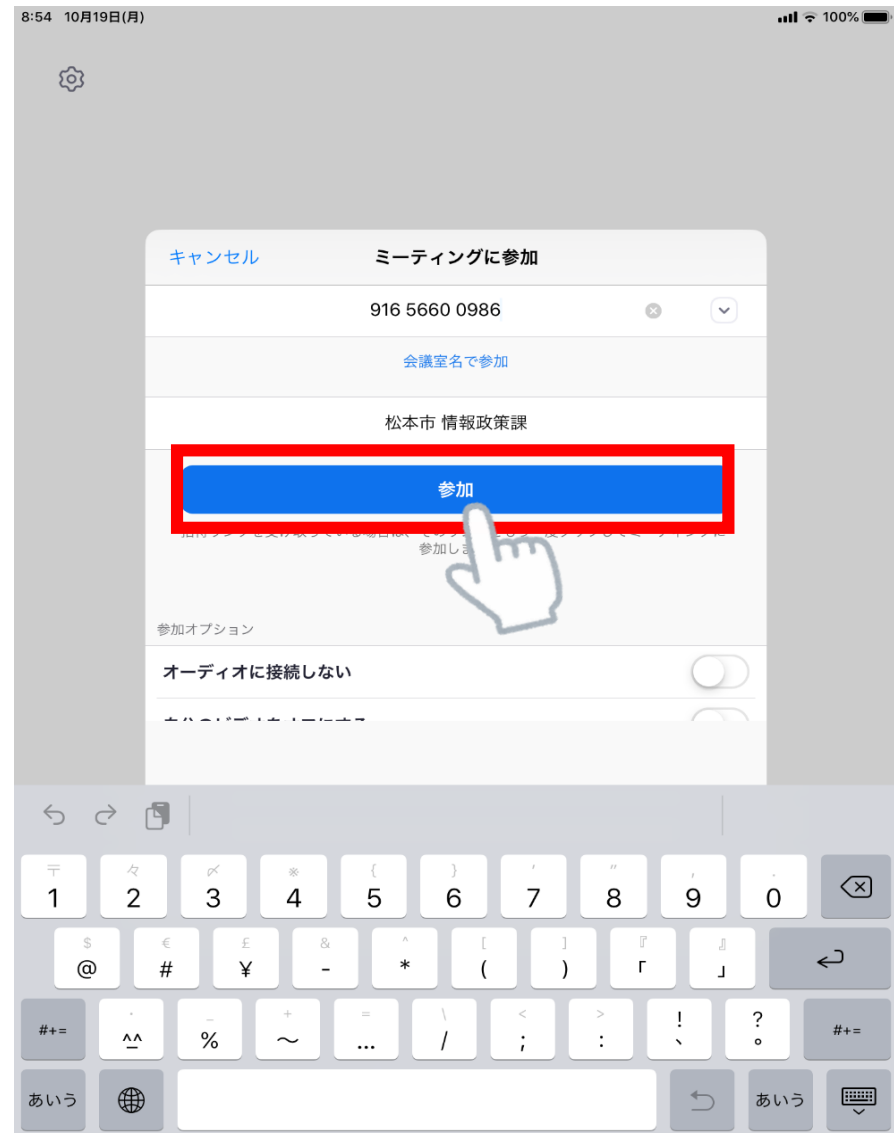 8:54 10月19日(月) 100%
キャンセル ミーティングに参加
916 5660 0986
会議室名で参加
松本市 情報政策課
参加
参加しま
参加オプション
オーディオに接続しない
〒 々 〆 ※ { } ' " , .
1 2 3 4 5 6 7 8 9 0
$ € £ & ^ [ ] 『 』
@ # ¥ - * ( ) 「 」
· _ + = \ < >
#+= ^^ % 〜 ... / ; : ! 、 ? 。 #+=
あいう あいう